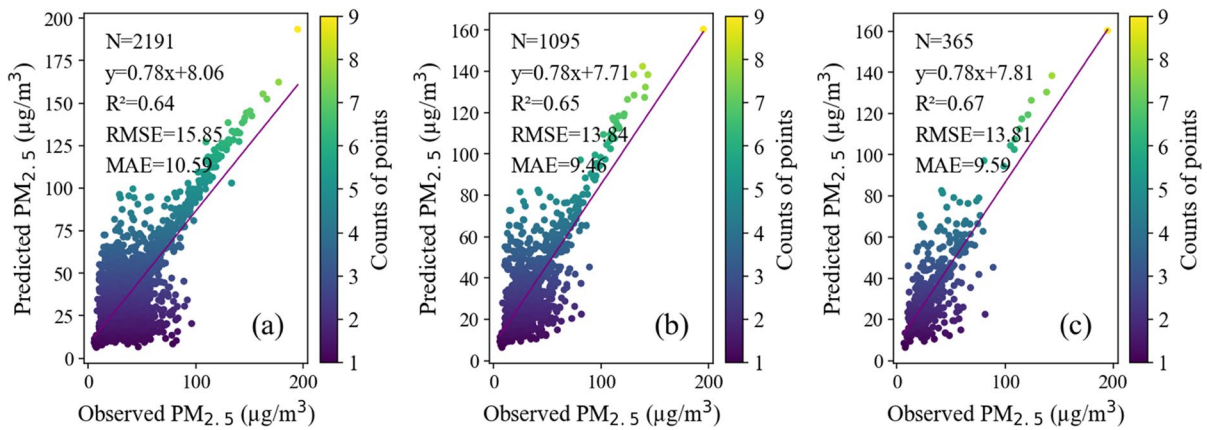 200
175
150
125
100
75
50
25
0
Predicted PM2.5 (μg/m³)
N=2191
y=0.78x+8.06
R²=0.64
RMSE=15.85
MAE=10.59
(a)
0 100 200
Observed PM2.5 (μg/m³)
9
8
7
6
5
4
3
2
1
Counts of points
160
140
120
100
80
60
40
20
0
Predicted PM2.5 (μg/m³)
N=1095
y=0.78x+7.71
R²=0.65
RMSE=13.84
MAE=9.46
(b)
0 100 200
Observed PM2.5 (μg/m³)
9
8
7
6
5
4
3
2
1
Counts of points
160
140
120
100
80
60
40
20
0
Predicted PM2.5 (μg/m³)
N=365
y=0.78x+7.81
R²=0.67
RMSE=13.81
MAE=9.59
(c)
0 100 200
Observed PM2.5 (μg/m³)
9
8
7
6
5
4
3
2
1
Counts of points